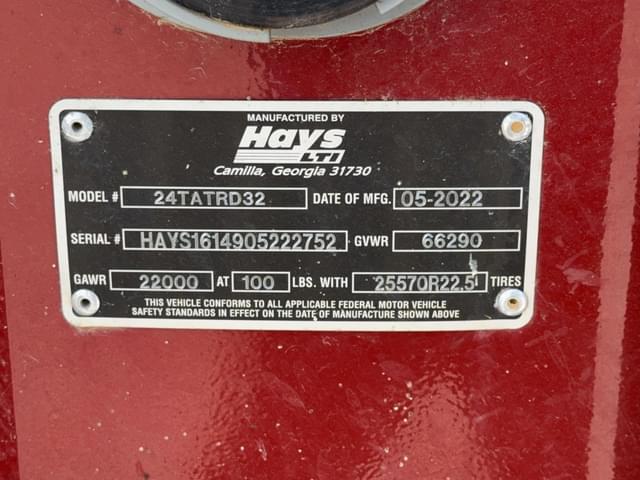 MANUFACTURED BY
Hays
LTI
Camilla, Georgia 31730
MODEL # 24TATRD32 DATE OF MFG. 05-2022
SERIAL # HAYS1614905222752 GVWR 66290
GAWR 22000 AT 100 LBS. WITH 25570R22.5 TIRES
THIS VEHICLE CONFORMS TO ALL APPLICABLE FEDERAL MOTOR VEHICLE
SAFETY STANDARDS IN EFFECT ON THE DATE OF MANUFACTURE SHOWN ABOVE